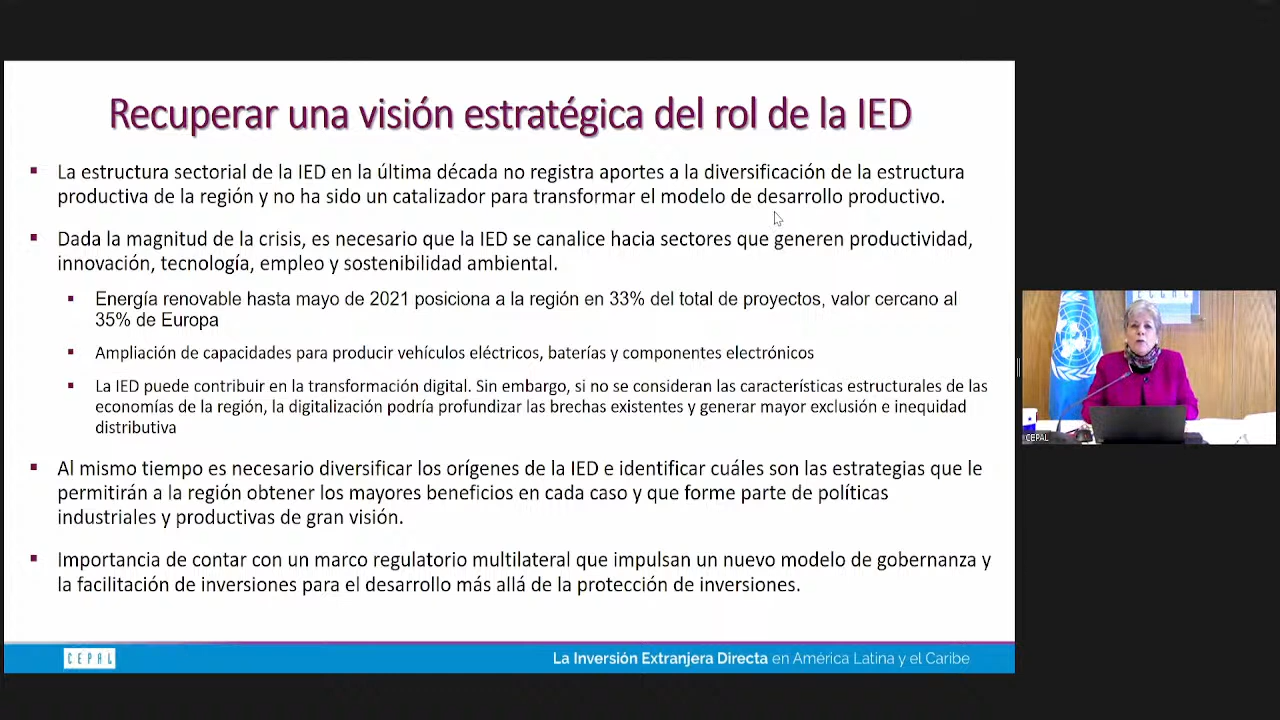 Recuperar una visión estratégica del rol de la IED
La estructura sectorial de la IED en la última década no registra aportes a la diversificación de la estructura
productiva de la región y no ha sido un catalizador para transformar el modelo de desarrollo productivo.
Dada la magnitud de la crisis, es necesario que la IED se canalice hacia sectores que generen productividad,
innovación, tecnología, empleo y sostenibilidad ambiental.
Energía renovable hasta mayo de 2021 posiciona a la región en 33% del total de proyectos, valor cercano al
35% de Europa
Ampliación de capacidades para producir vehículos eléctricos, baterías y componentes electrónicos
La IED puede contribuir en la transformación digital. Sin embargo, si no se consideran las características estructurales de las
economías de la región, la digitalización podría profundizar las brechas existentes y generar mayor exclusión e inequidad
distributiva
Al mismo tiempo es necesario diversificar los orígenes de la IED e identificar cuáles son las estrategias que le
permitirán a la región obtener los mayores beneficios en cada caso y que forme parte de políticas
industriales y productivas de gran visión.
Importancia de contar con un marco regulatorio multilateral que impulsan un nuevo modelo de gobernanza y
la facilitación de inversiones para el desarrollo más allá de la protección de inversiones.
CEPAL
La Inversión Extranjera Directa en América Latina y el Caribe
CEPAL